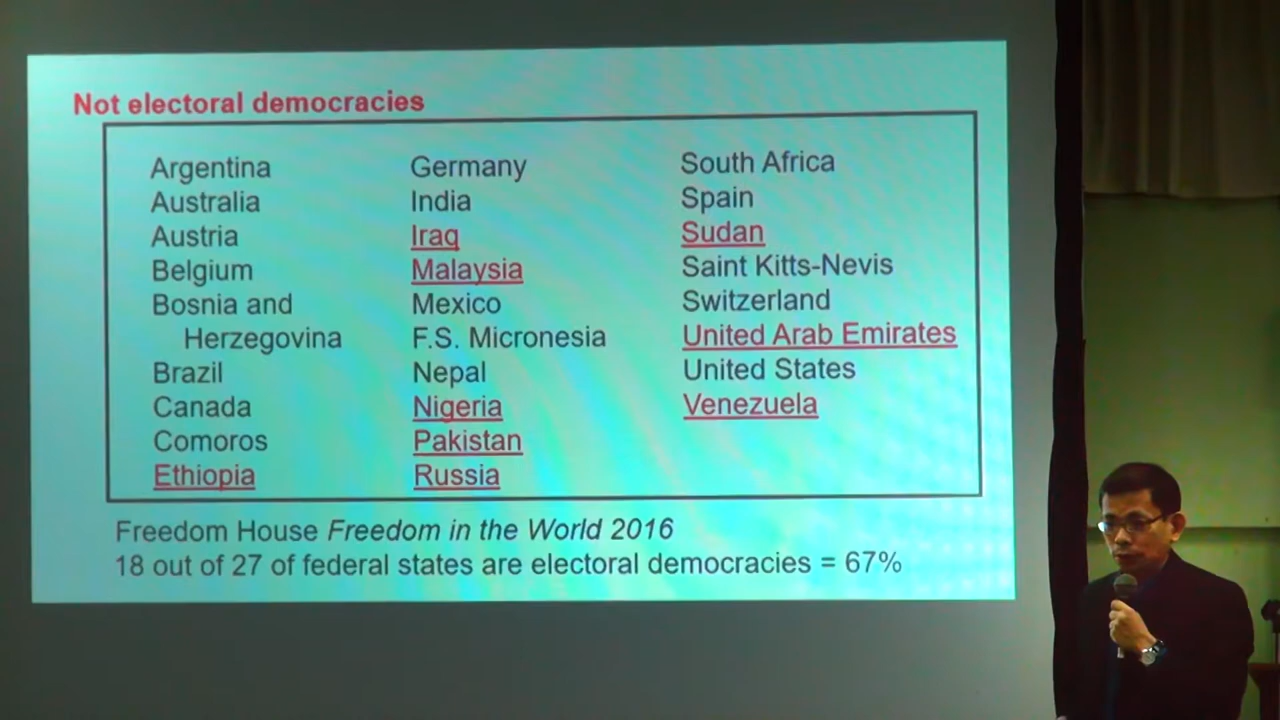 Not electoral democracies
Argentina
Australia
Austria
Belgium
Bosnia and
Herzegovina
Brazil
Canada
Comoros
Ethiopia
Germany
India
Iraq
Malaysia
Mexico
F.S. Micronesia
Nepal
Nigeria
Pakistan
Russia
South Africa
Spain
Sudan
Saint Kitts-Nevis
Switzerland
United Arab Emirates
United States
Venezuela
Freedom House Freedom in the World 2016
18 out of 27 of federal states are electoral democracies = 67%